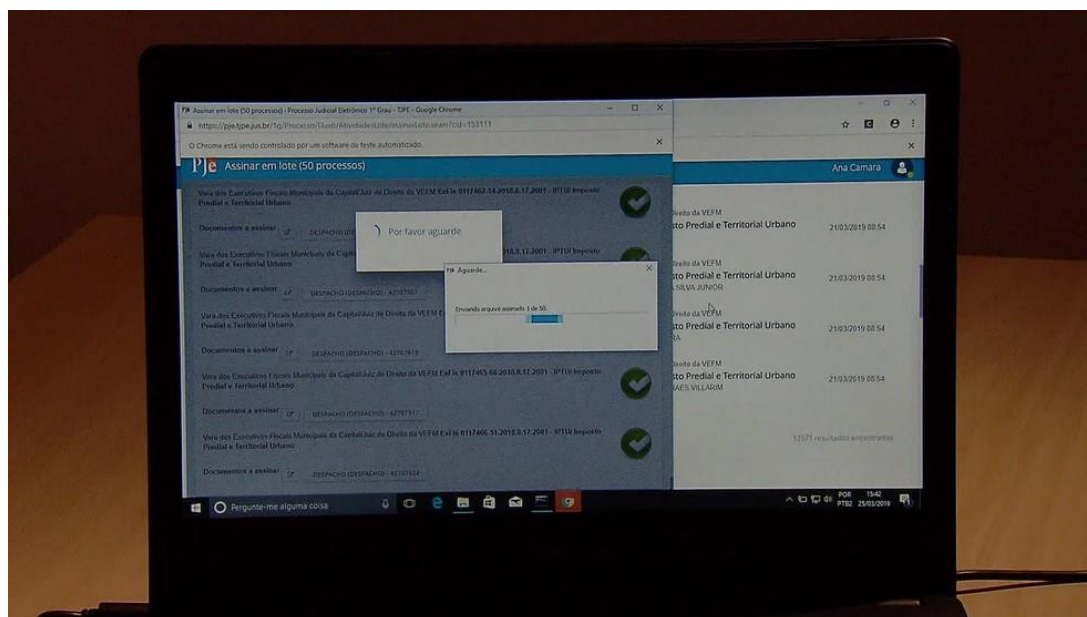 PJe Assinar em lote (50 processos) - Processo Judicial Eletrônico 1º Grau - TJPE - Google Chrome
https://pje.tjpe.jus.br/1g/Processo/Fluxo/AtividadesLote/
O Chrome está sendo controlado por um software de teste automatizado.
PJe Assinar em lote (50 processos)
Ana Camara
Vara dos Executivos Fiscais Municipais da Capital/Juiz de Direito da VEFM ExFis 0117462-14.2018.8.17.2001 - IPTU/ Imposto
Predial e Territorial Urbano
Documentos a assinar
Por favor aguarde
Vara dos Executivos Fiscais Municipais da
Predial e Territorial Urbano
Documentos a assinar DESPACHO (DESPACHO) -
Aguarde...
Enviando arquivo assinado 1 de 50.
Vara dos Executivos Fiscais Municipais da Capital/Juiz de Direito da VEFM
Predial e Territorial Urbano
Documentos a assinar DESPACHO (DESPACHO) -
Vara dos Executivos Fiscais Municipais da Capital/Juiz de Direito da VEFM ExFis 0117465-66.2018.8.17.2001 - IPTU/ Imposto
Predial e Territorial Urbano
Documentos a assinar DESPACHO (DESPACHO) -
Vara dos Executivos Fiscais Municipais da Capital/Juiz de Direito da VEFM ExFis 0117466-51.2018.8.17.2001 - IPTU/ Imposto
Predial e Territorial Urbano
Documentos a assinar DESPACHO (DESPACHO) -
Direito da VEFM
sto Predial e Territorial Urbano 21/03/2019 08:54
Direito da VEFM
sto Predial e Territorial Urbano 21/03/2019 08:54
SILVA JUNIOR
Direito da VEFM
sto Predial e Territorial Urbano 21/03/2019 08:54
Direito da VEFM
sto Predial e Territorial Urbano 21/03/2019 08:54
VILLARIM
13571 resultados encontrados
Pergunte-me alguma coisa
POR 15:42
PTB2 25/03/2019